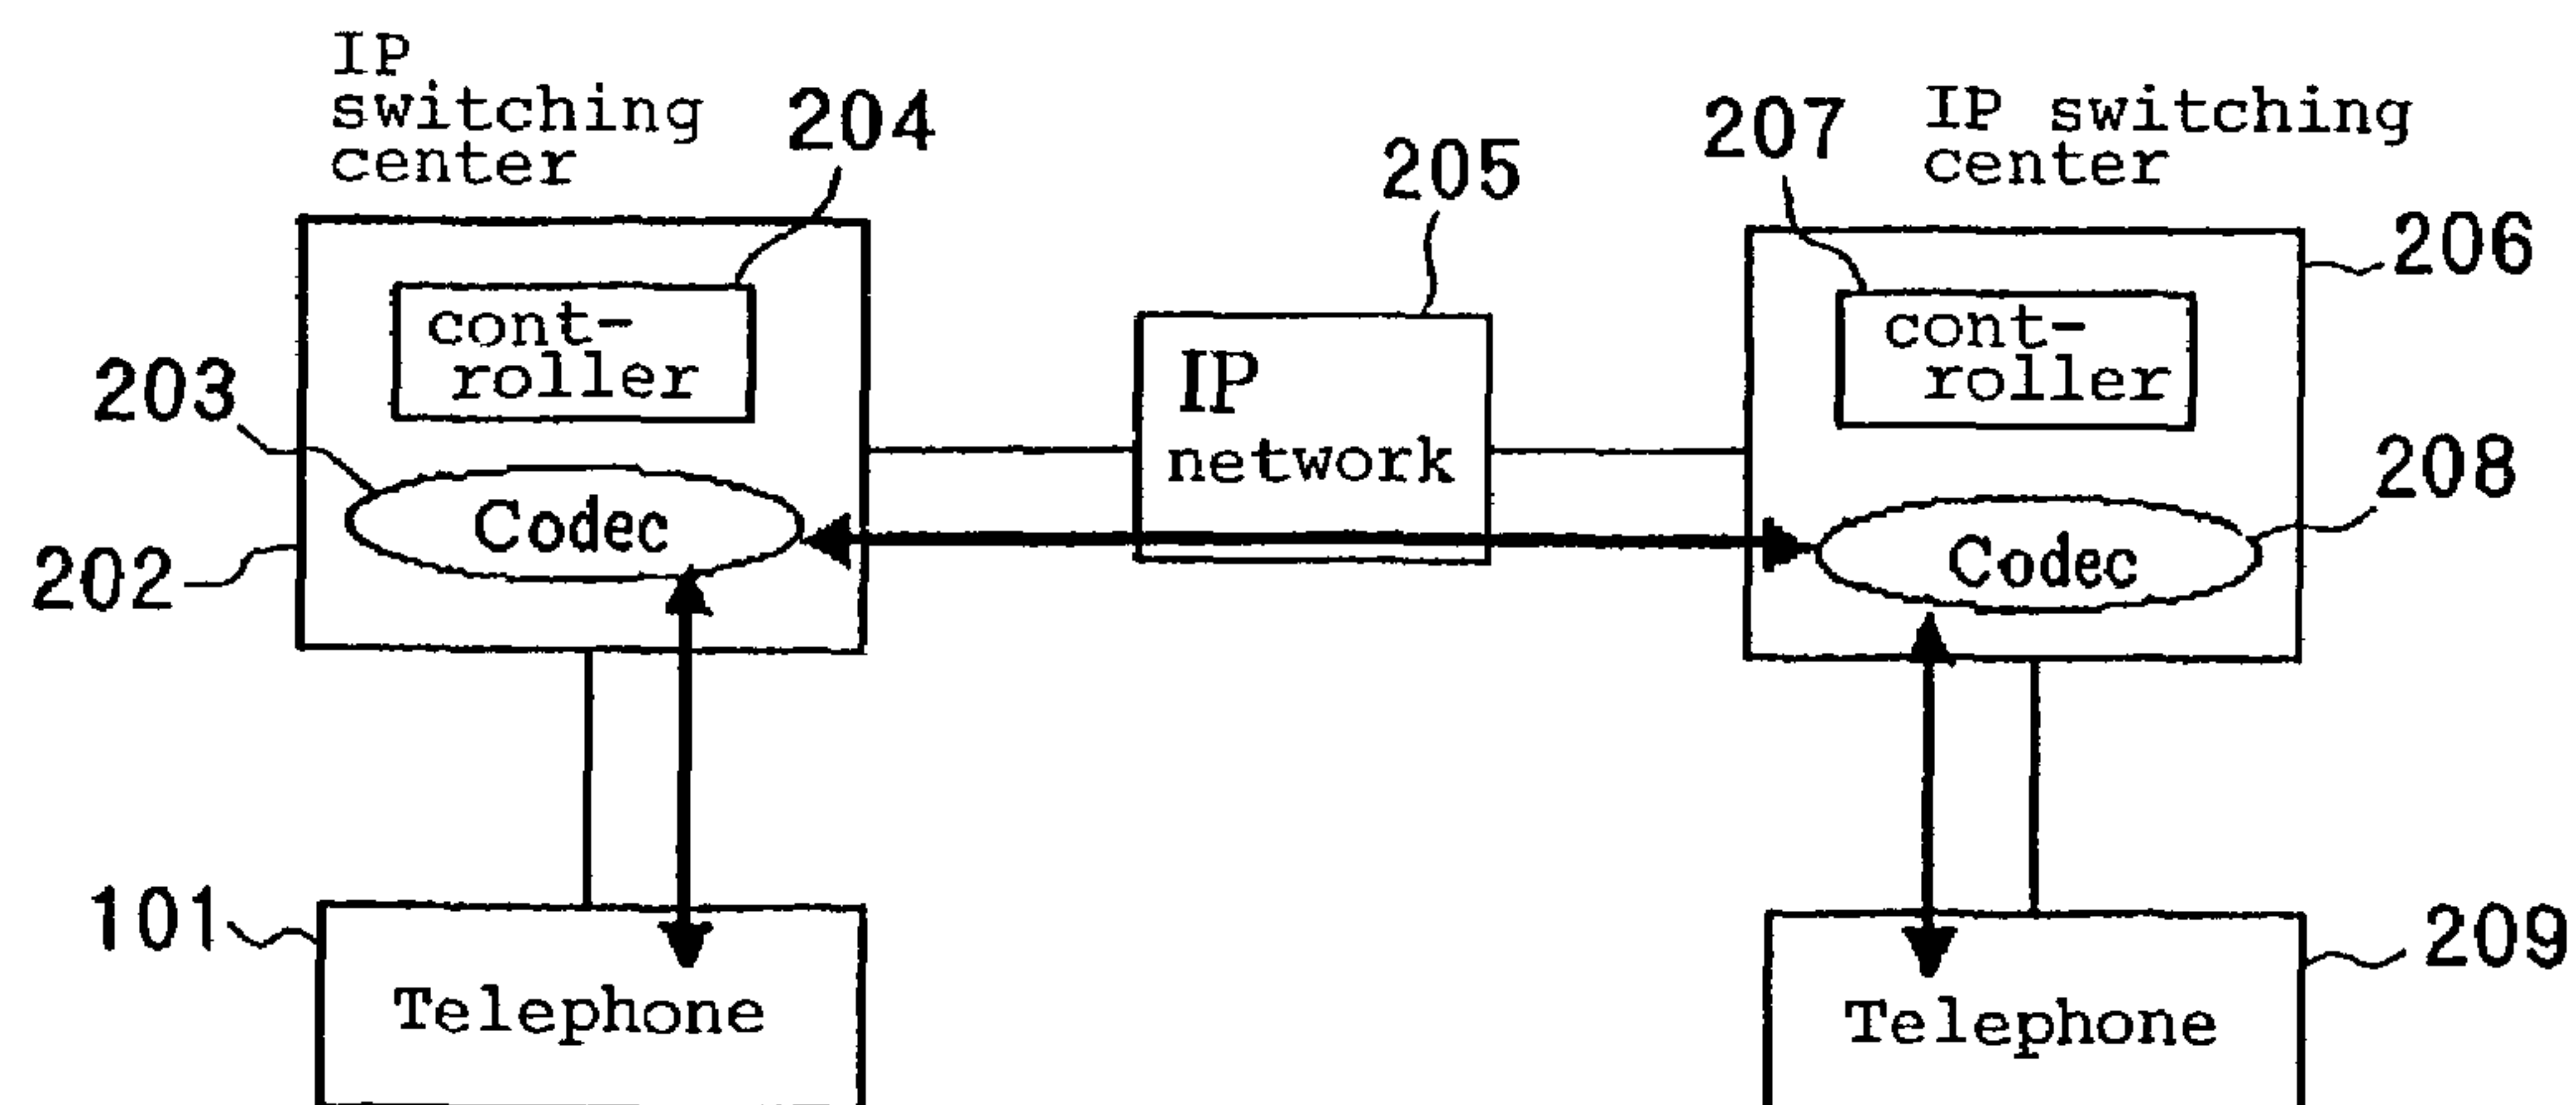 IP
switching
center
204
207
IP switching
center
205
206
cont-
roller
IP
network
cont-
roller
203
Codec
208
Codec
202
101
Telephone
209
Telephone